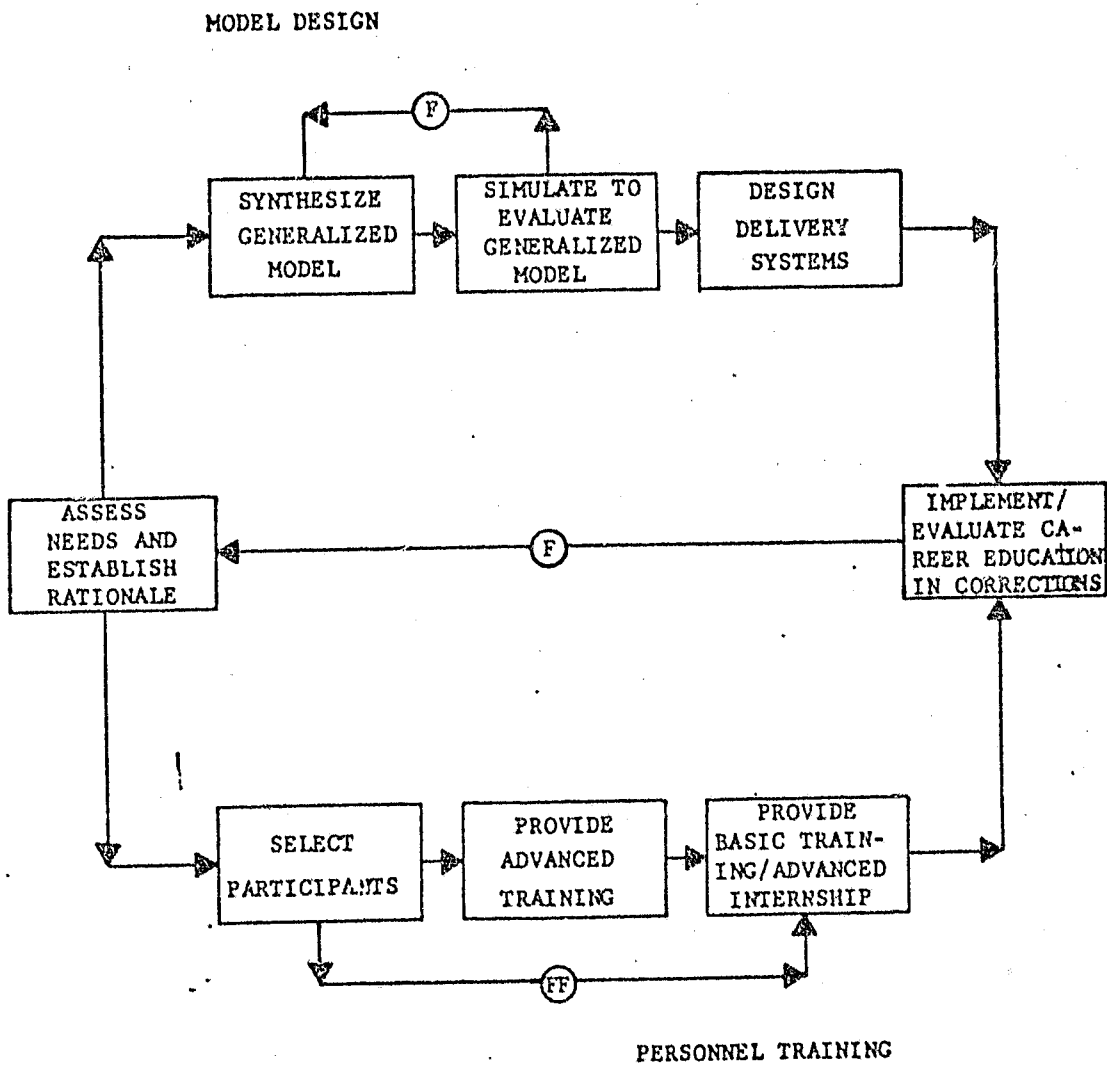 MODEL DESIGN
F
SYNTHESIZE
GENERALIZED
MODEL
SIMULATE TO
EVALUATE
GENERALIZED
MODEL
DESIGN
DELIVERY
SYSTEMS
ASSESS
NEEDS AND
ESTABLISH
RATIONALE
F
IMPLEMENT/
EVALUATE CA-
REER EDUCATION
IN CORRECTIONS
SELECT
PARTICIPANTS
PROVIDE
ADVANCED
TRAINING
PROVIDE
BASIC TRAIN-
ING/ADVANCED
INTERNSHIP
FF
PERSONNEL TRAINING